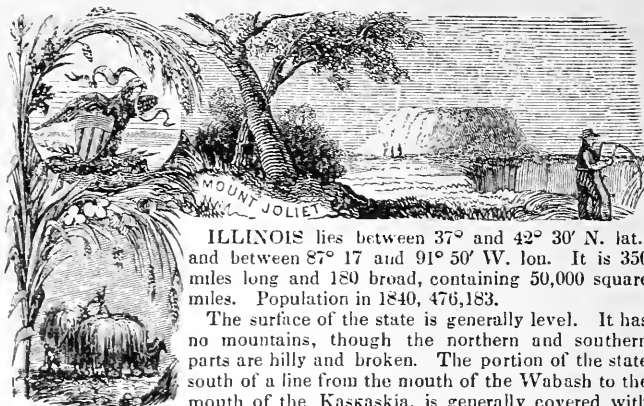 MOUNT JOLIET
ILLINOIS lies between 37° and 42° 30′ N. lat.
and between 87° 17 and 91° 50′ W. lon. It is 350
miles long and 180 broad, containing 50,000 square
miles. Population in 1840, 476,183.
The surface of the state is generally level. It has
no mountains, though the northern and southern
parts are hilly and broken. The portion of the state
south of a line from the mouth of the Wabash to the
mouth of the Kaskaskia, is generally covered with